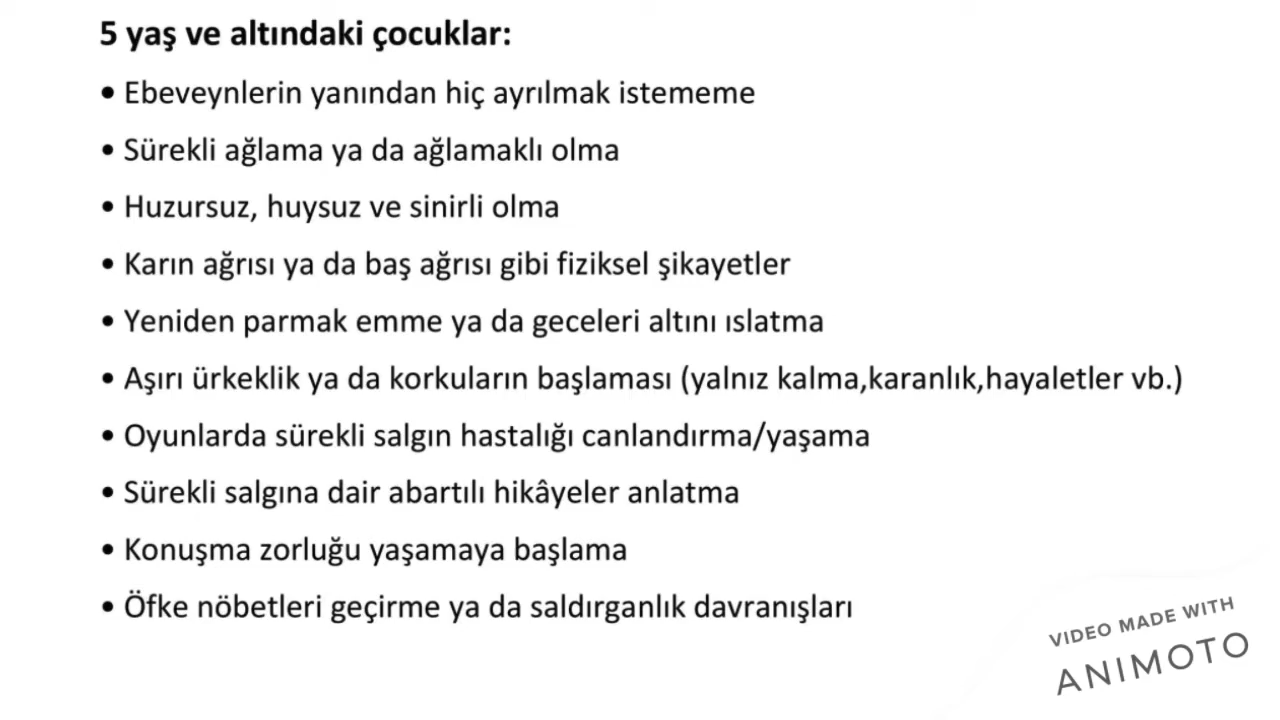 5 yaş ve altındaki çocuklar:
• Ebeveynlerin yanından hiç ayrılmak istememe
• Sürekli ağlama ya da ağlamaklı olma
• Huzursuz, huysuz ve sinirli olma
• Karın ağrısı ya da baş ağrısı gibi fiziksel şikayetler
• Yeniden parmak emme ya da geceleri altını ıslatma
• Aşırı ürkeklik ya da korkuların başlaması (yalnız kalma,karanlık,hayaletler vb.)
• Oyunlarda sürekli salgın hastalığı canlandırma/yaşama
• Sürekli salgına dair abartılı hikâyeler anlatma
• Konuşma zorluğu yaşamaya başlama
• Öfke nöbetleri geçirme ya da saldırganlık davranışları
VIDEO MADE WITH
ANIMOTO